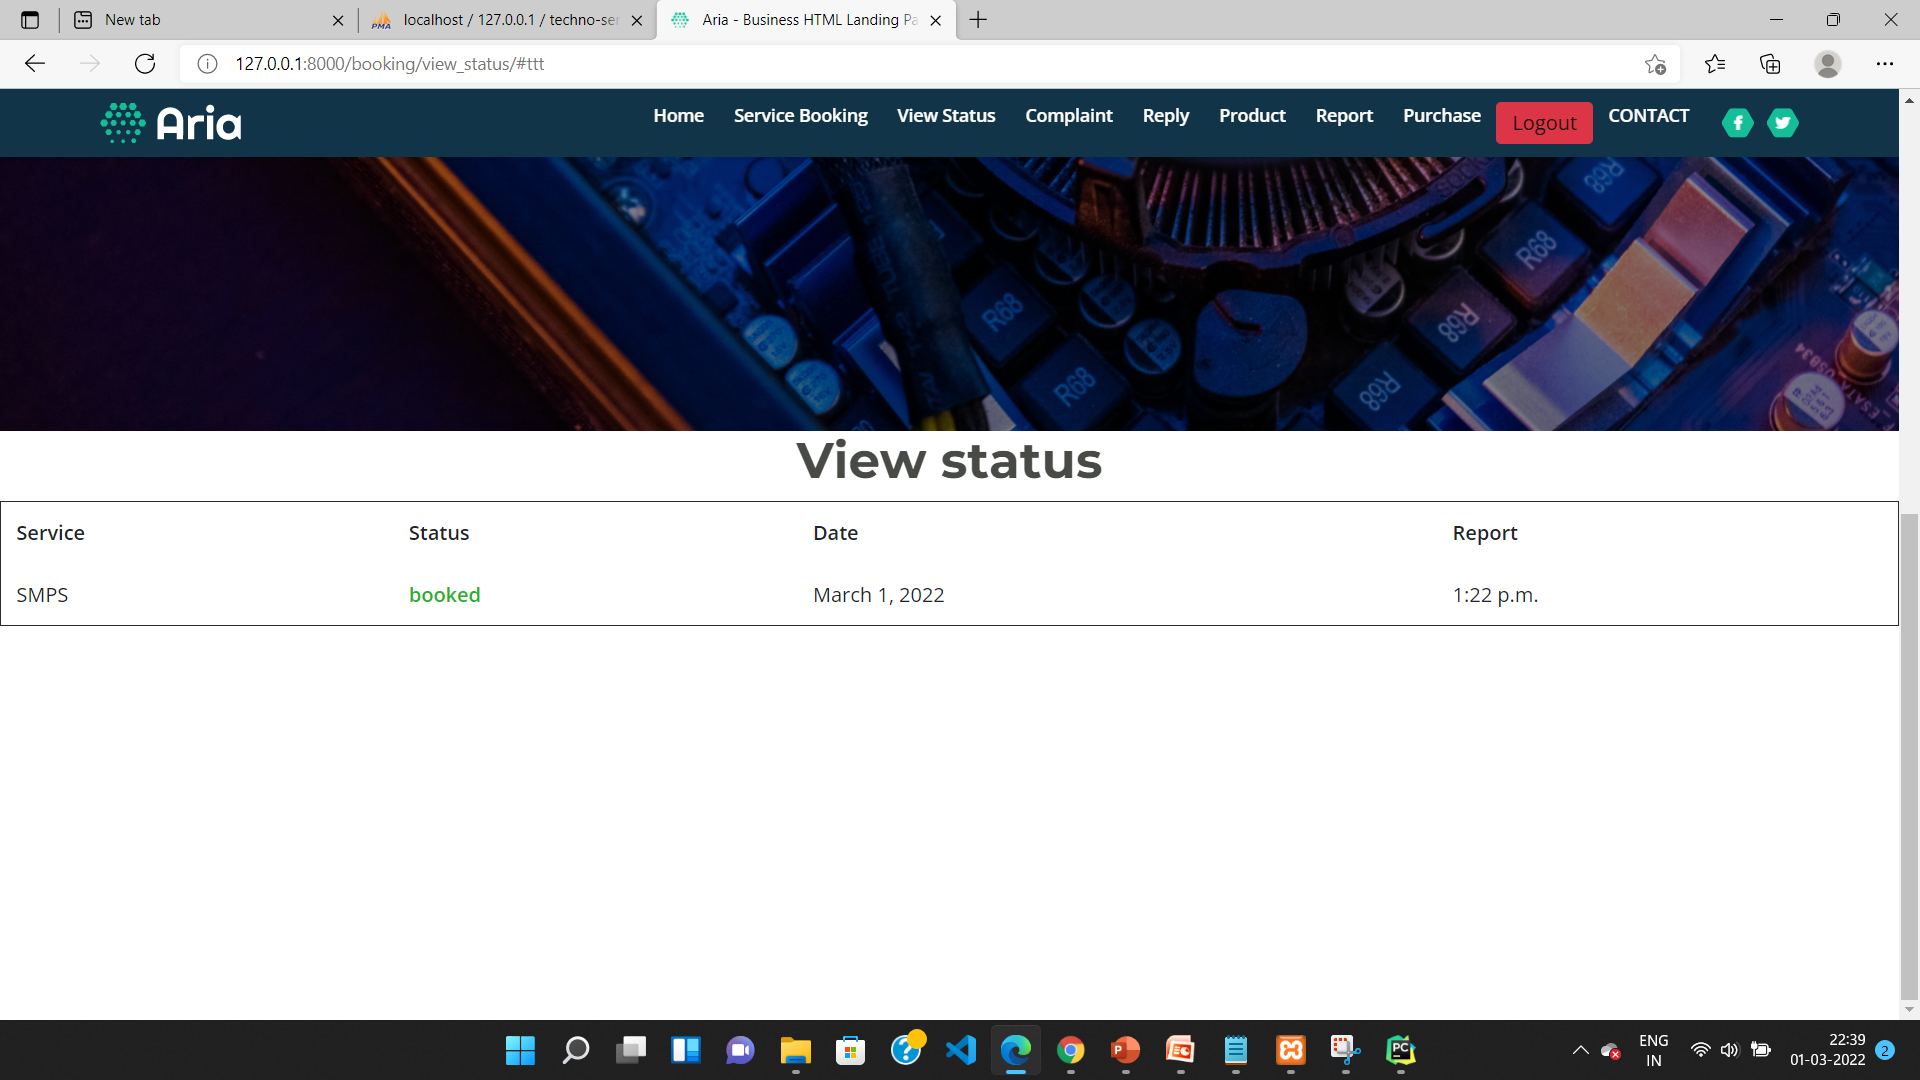 New tab
localhost / 127.0.0.1 / techno-ser
Aria - Business HTML Landing Pa
127.0.0.1:8000/booking/view_status/#ttt
Aria
Home Service Booking View Status Complaint Reply Product Report Purchase Logout CONTACT
R68
R68
R68
R68
R68
R68
View status
Service Status Date Report
SMPS booked March 1, 2022 1:22 p.m.
ENG
IN
22:39
01-03-2022
2